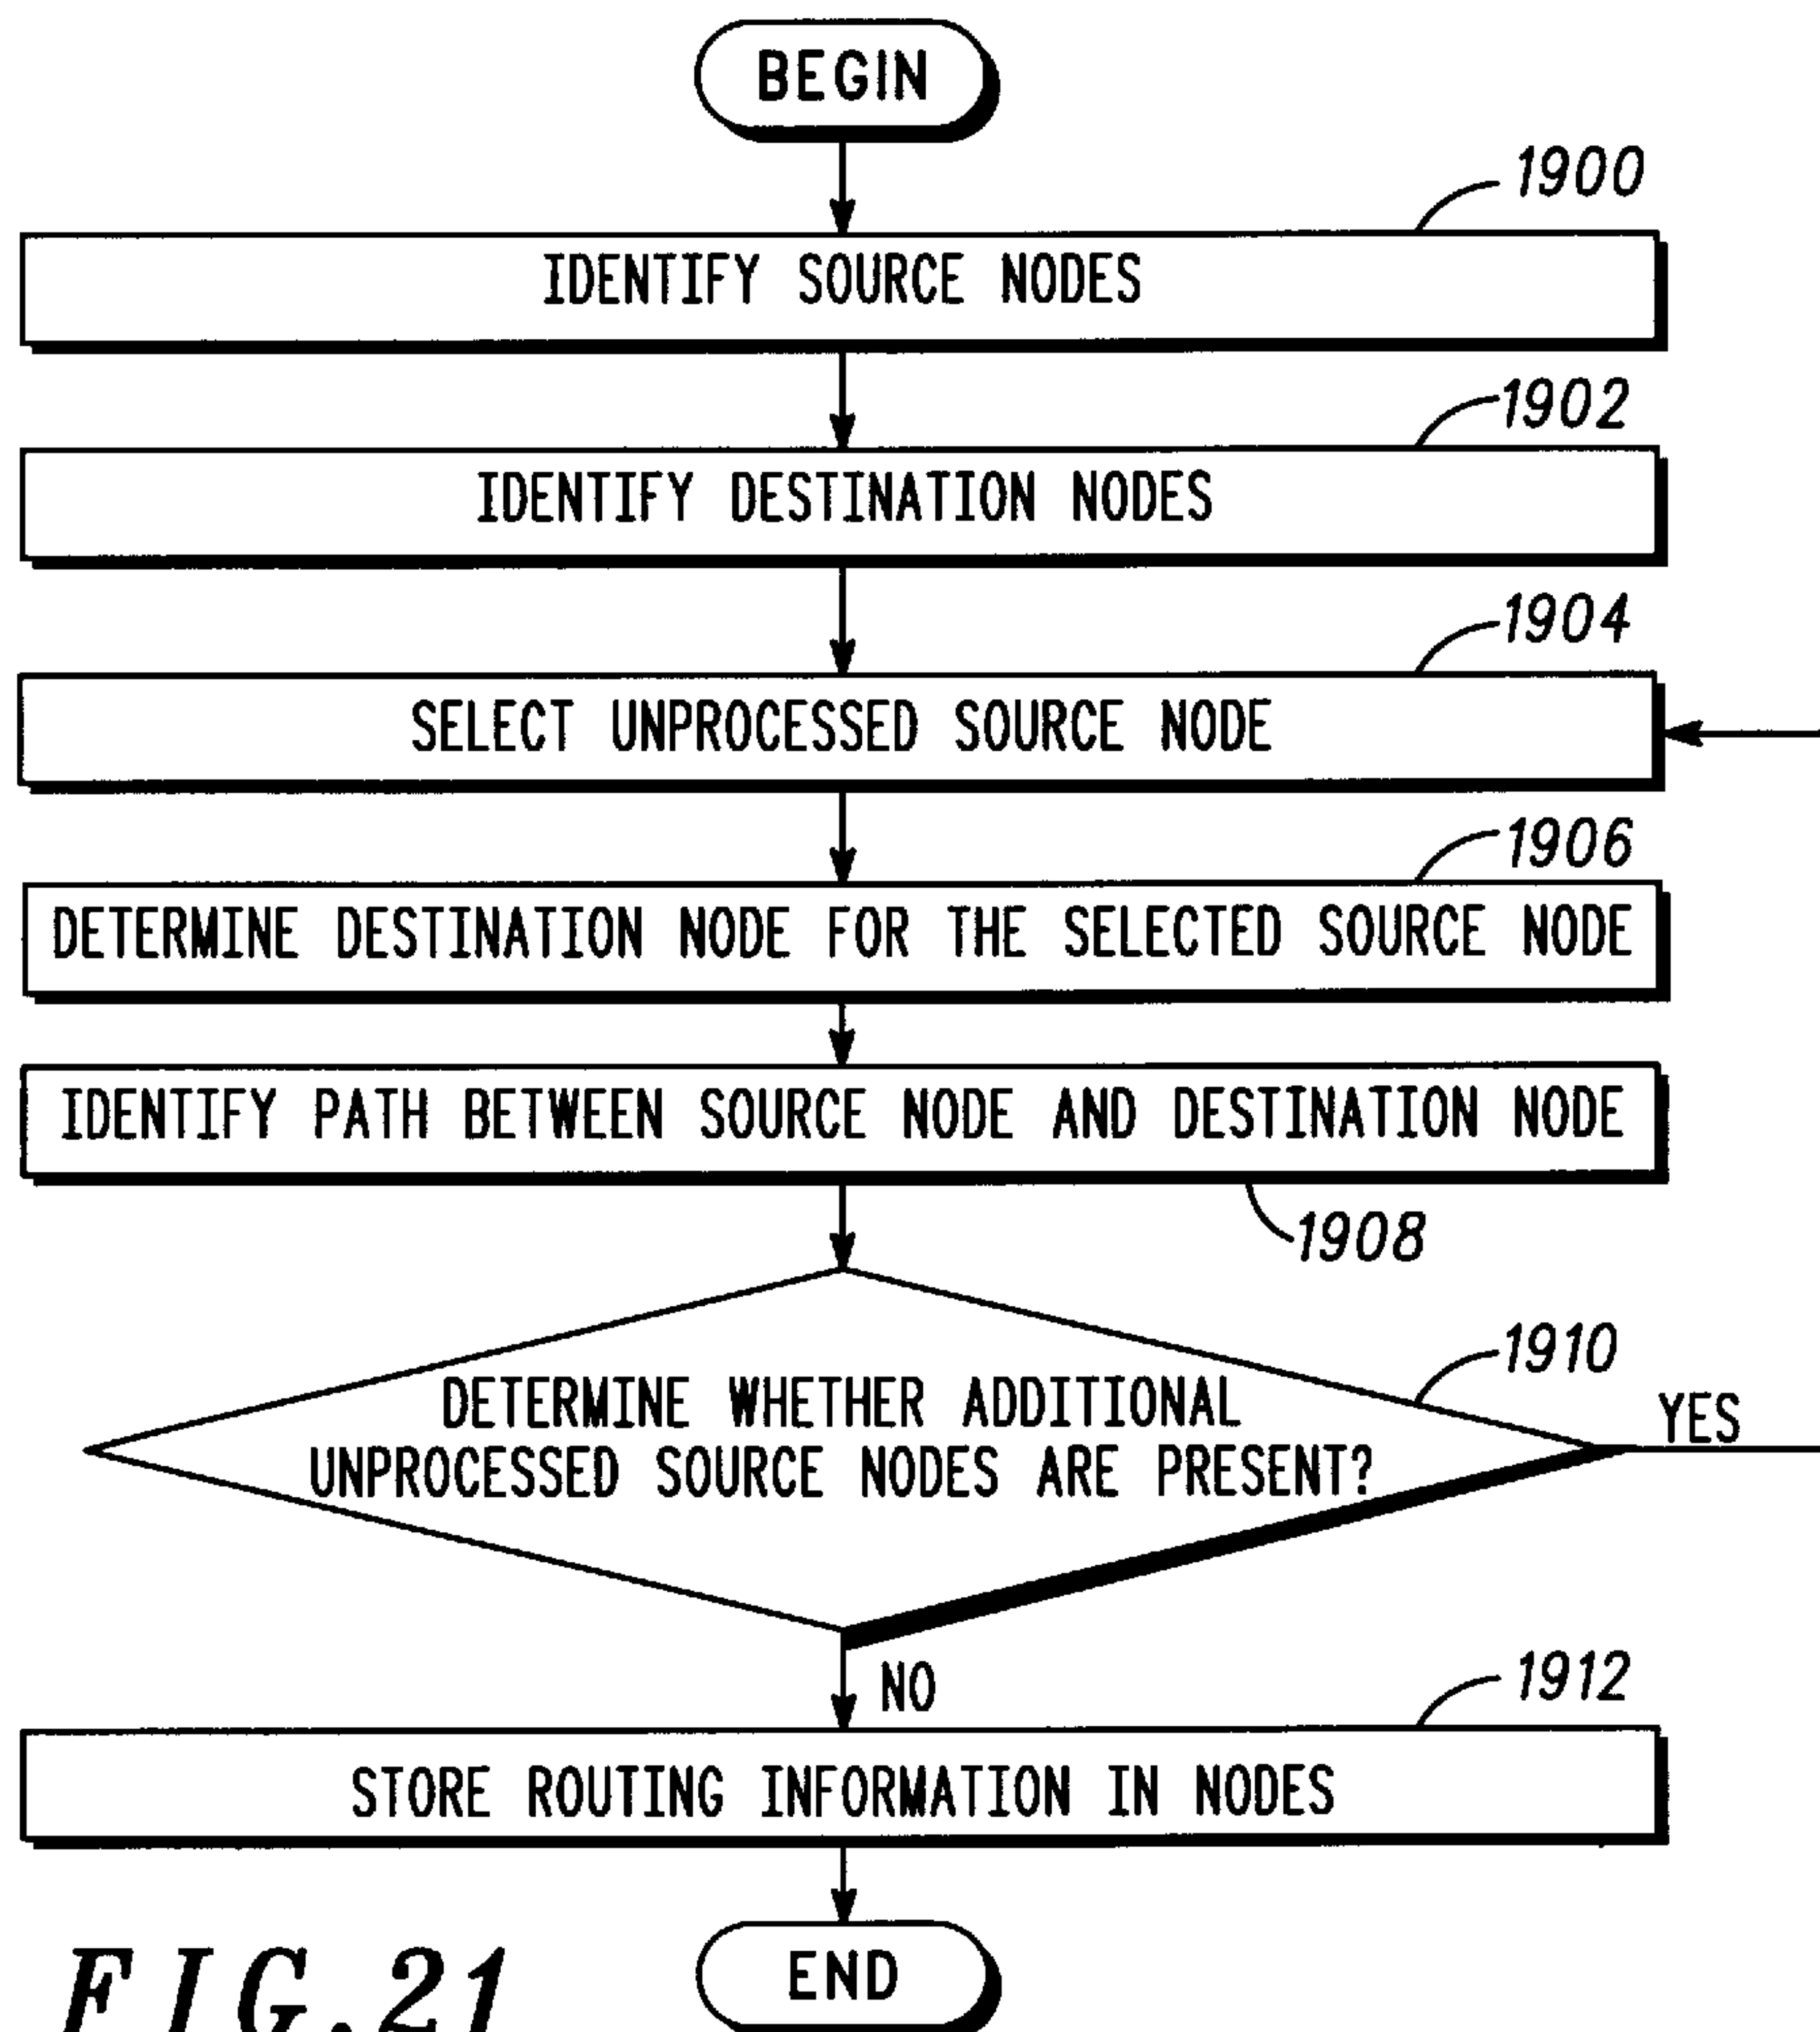 BEGIN
1900
IDENTIFY SOURCE NODES
1902
IDENTIFY DESTINATION NODES
1904
SELECT UNPROCESSED SOURCE NODE
1906
DETERMINE DESTINATION NODE FOR THE SELECTED SOURCE NODE
IDENTIFY PATH BETWEEN SOURCE NODE AND DESTINATION NODE
1908
1910
DETERMINE WHETHER ADDITIONAL
UNPROCESSED SOURCE NODES ARE PRESENT?
YES
NO
1912
STORE ROUTING INFORMATION IN NODES
END
FIG.21